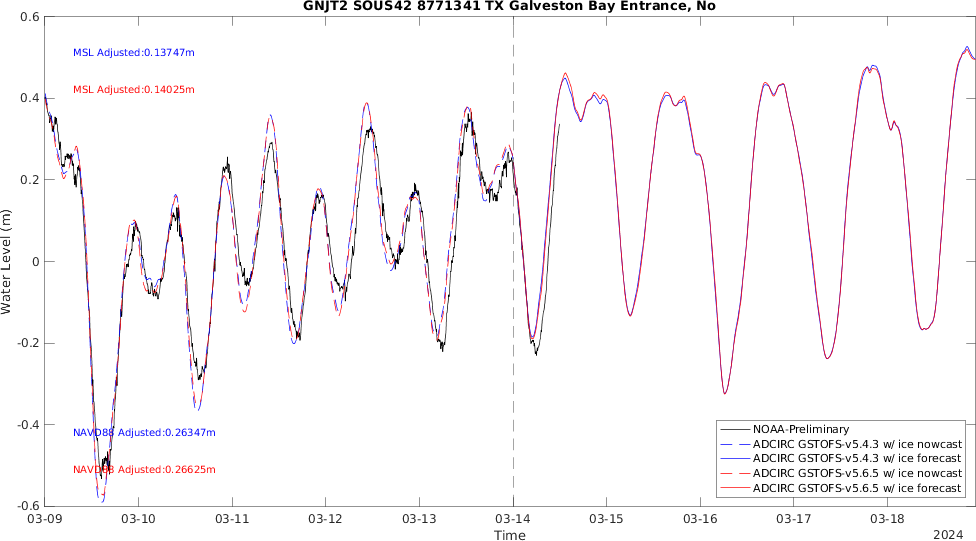 GNJT2 SOUS42 8771341 TX Galveston Bay Entrance, No
0.6
0.4
0.2
0
-0.2
-0.4
-0.6
Water Level (m)
MSL Adjusted:0.13747m
MSL Adjusted:0.14025m
NAVD88 Adjusted:0.26347m
NAVD88 Adjusted:0.26625m
NOAA-Preliminary
ADCIRC GSTOFS-v5.4.3 w/ ice nowcast
ADCIRC GSTOFS-v5.4.3 w/ ice forecast
ADCIRC GSTOFS-v5.6.5 w/ ice nowcast
ADCIRC GSTOFS-v5.6.5 w/ ice forecast
03-09 03-10 03-11 03-12 03-13 03-14 03-15 03-16 03-17 03-18
Time
2024